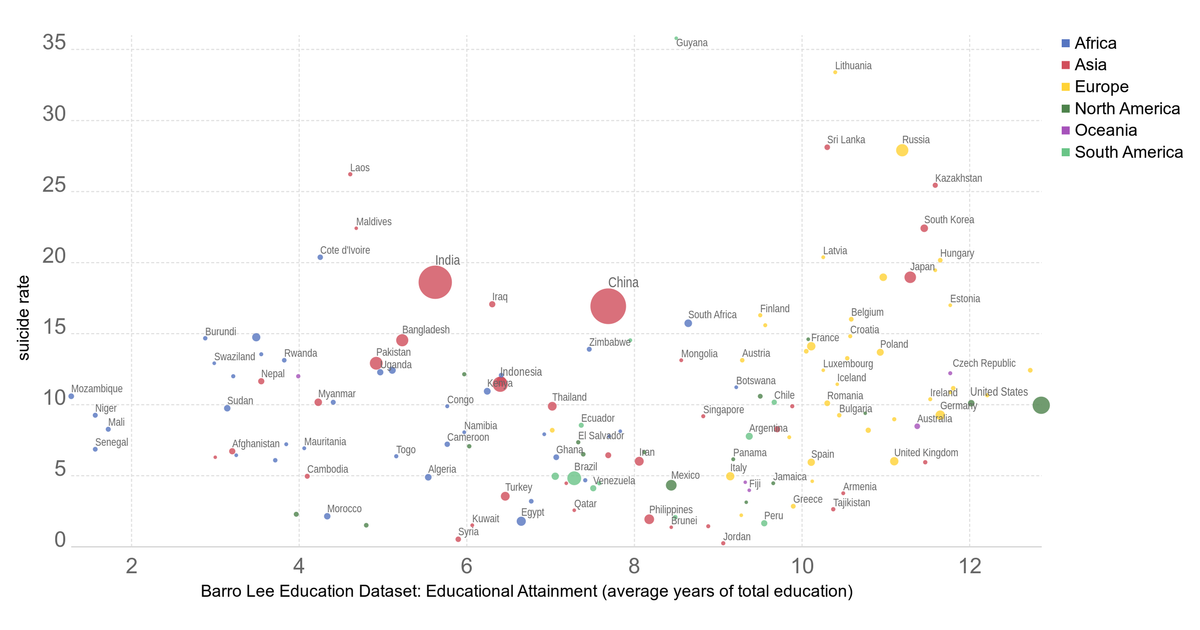 35
30
25
20
15
10
5
0
2
4
6
8
10
12
suicide rate
Barro Lee Education Dataset: Educational Attainment (average years of total education)
Africa
Asia
Europe
North America
Oceania
South America
Guyana
Lithuania
Sri Lanka
Russia
Laos
Kazakhstan
Maldives
South Korea
Cote d'Ivoire
Latvia
Hungary
India
Japan
China
Iraq
Estonia
South Africa
Finland
Belgium
Burundi
Bangladesh
Croatia
Zimbabwe
France
Poland
Swaziland
Rwanda
Pakistan
Mongolia
Austria
Uganda
Luxembourg
Czech Republic
Nepal
Indonesia
Kenya
Botswana
Iceland
Mozambique
Myanmar
Thailand
Chile
Romania
Ireland
United States
Niger
Sudan
Congo
Singapore
Bulgaria
Germany
Mali
Namibia
Ecuador
Argentina
Australia
Senegal
Afghanistan
Mauritania
Cameroon
El Salvador
Togo
Ghana
Iran
Panama
Spain
United Kingdom
Cambodia
Algeria
Brazil
Venezuela
Mexico
Italy
Fiji
Jamaica
Turkey
Armenia
Morocco
Egypt
Qatar
Philippines
Greece
Tajikistan
Kuwait
Brunei
Peru
Syria
Jordan